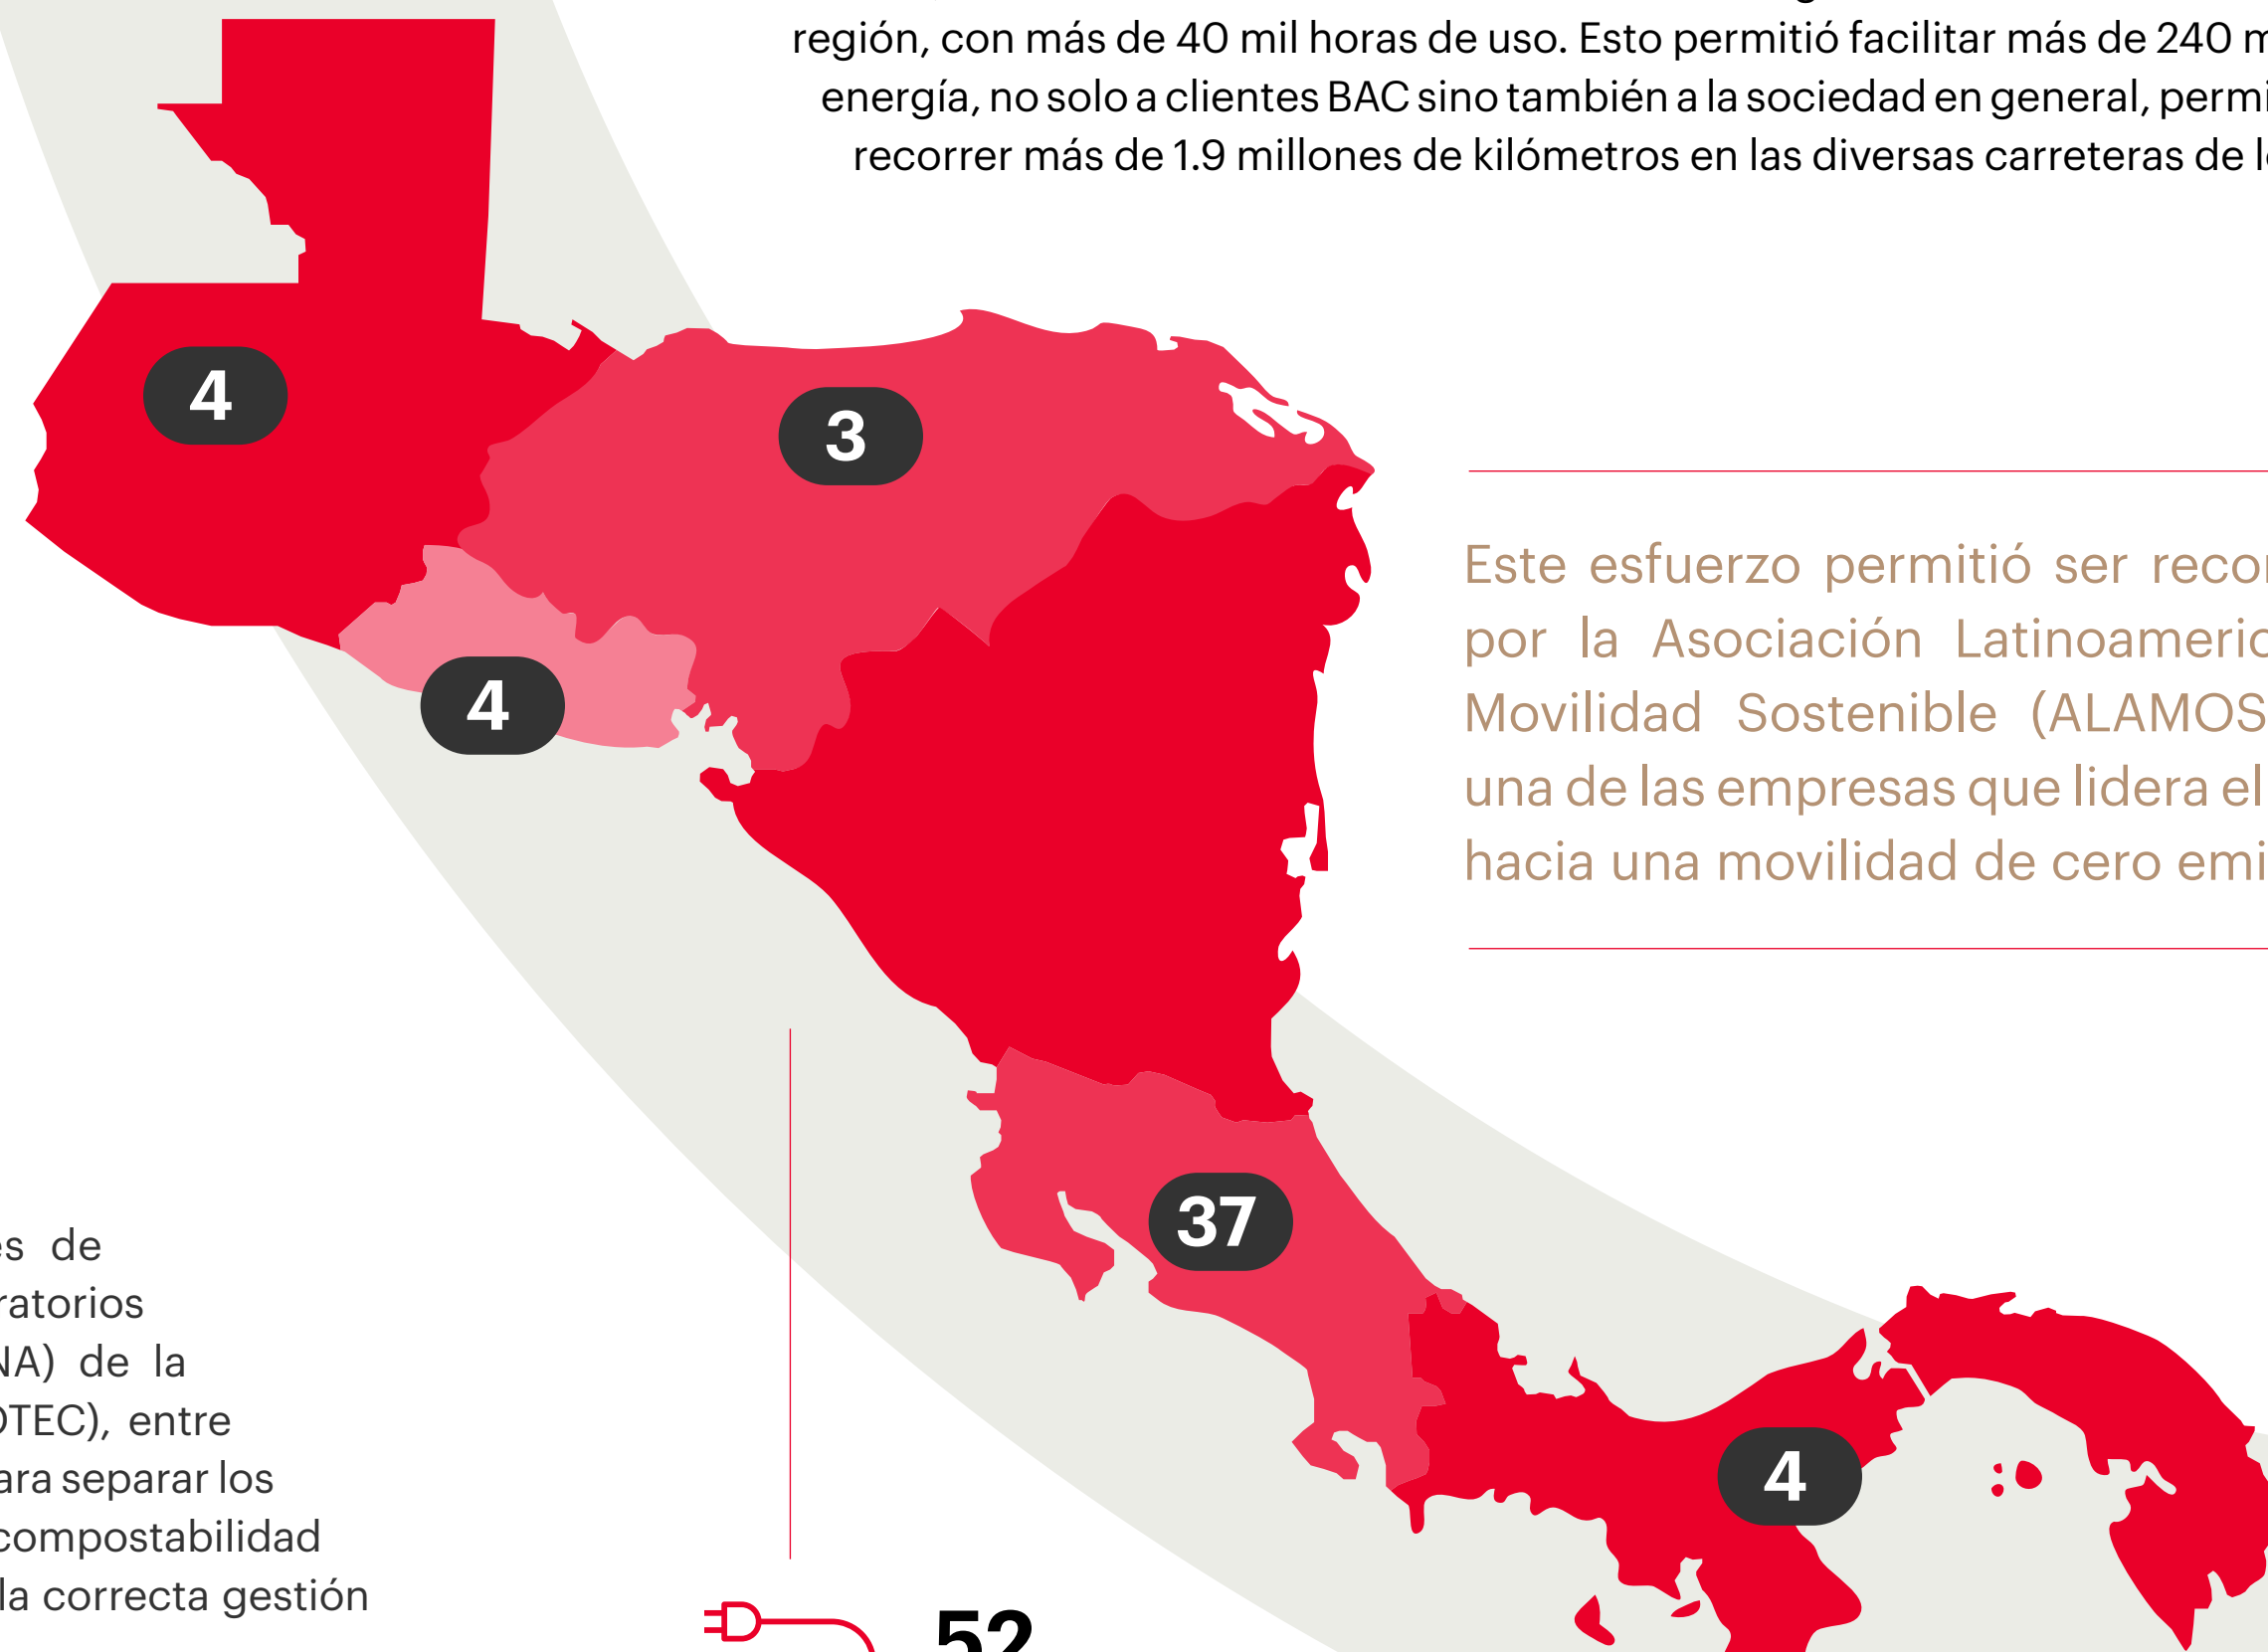 región, con más de 40 mil horas de uso. Esto permitió facilitar más de 240
energía, no solo a clientes BAC sino también a la sociedad en general,
recorrer más de 1.9 millones de kilómetros en las diversas carreteras de
4
3
Este esfuerzo permitió ser
por la Asociación
Movilidad Sostenible (ALAMOS
una de las empresas que lidera el
hacia una movilidad de cero
4
37
de
ratorios
NA) de la
OTEC), entre
ara separar los
compostabilidad
la correcta gestión
4
52